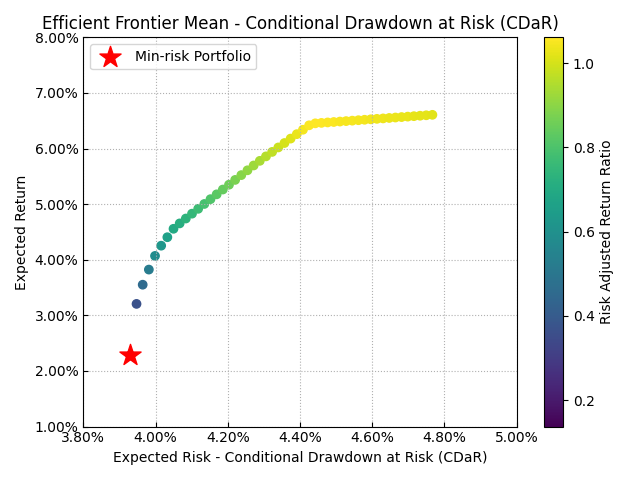 Efficient Frontier Mean - Conditional Drawdown at Risk (CDaR)
Min-risk Portfolio
Expected Return
8.00%
7.00%
6.00%
5.00%
4.00%
3.00%
2.00%
1.00%
3.80% 4.00% 4.20% 4.40% 4.60% 4.80% 5.00%
Expected Risk - Conditional Drawdown at Risk (CDaR)
1.0
0.8
0.6
0.4
0.2
Risk Adjusted Return Ratio